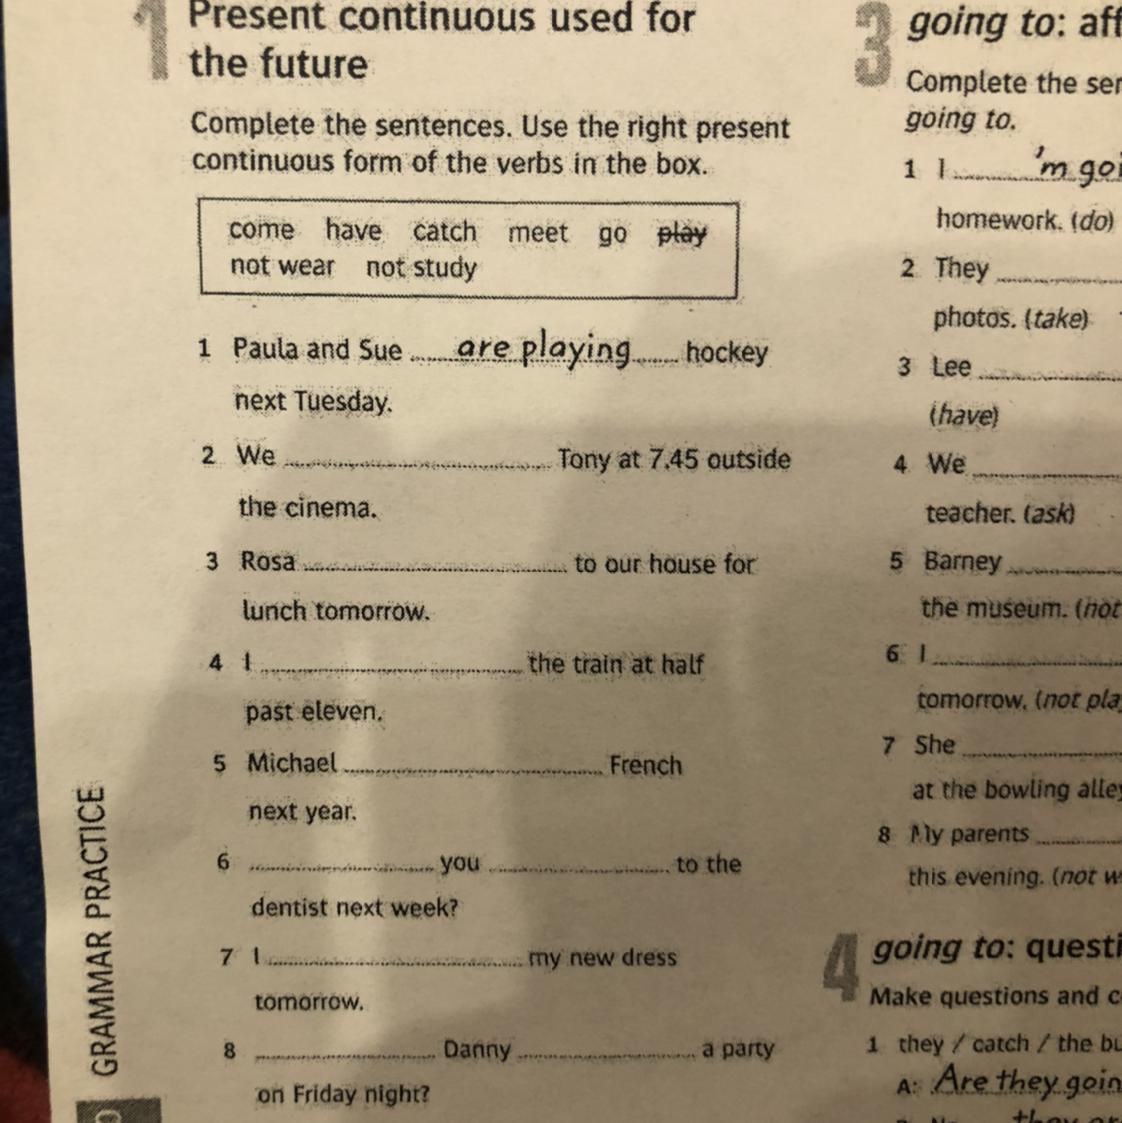 1 Present continuous used for
the future
Complete the sentences. Use the right present
continuous form of the verbs in the box.
come have catch meet go play
not wear not study
1 Paula and Sue are playing hockey
next Tuesday.
2 We Tony at 7.45 outside
the cinema.
3 Rosa to our house for
lunch tomorrow.
4 I the train at half
past eleven.
5 Michael French
next year.
6 you to the
dentist next week?
7 I my new dress
tomorrow.
8 Danny a party
on Friday night?
GRAMMAR PRACTICE
3 going to: aff
Complete the sen
going to.
1 I 'm goi
homework. (do)
2 They
photos. (take)
3 Lee
(have)
4 We
teacher. (ask)
5 Barney
the museum. (not
6 I
tomorrow. (not play
7 She
at the bowling alley
8 My parents
this evening. (not w
4 going to: questi
Make questions and c
1 they / catch / the bu
A: Are they goin